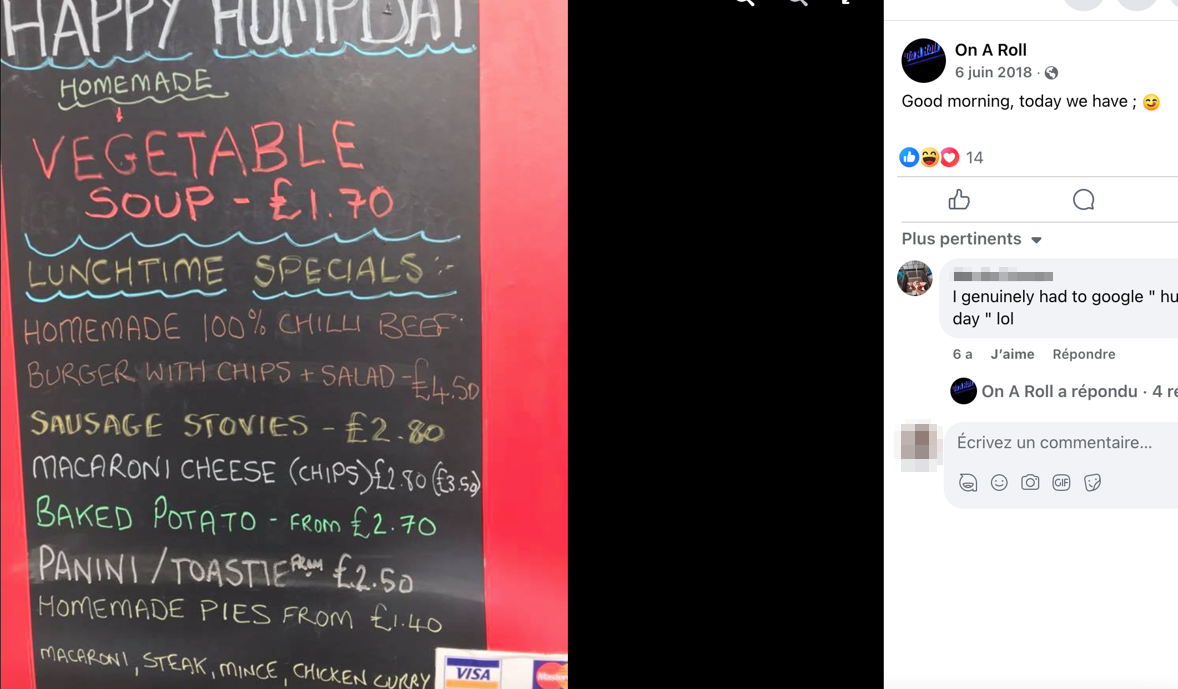 HAPPY HUMPDAY
HOMEMADE
VEGETABLE
SOUP - £1.70
LUNCHTIME SPECIALS :-
HOMEMADE 100% CHILLI BEEF
BURGER WITH CHIPS + SALAD - £4.50
SAUSAGE STOVIES - £2.80
MACARONI CHEESE (CHIPS) £2.80 (£3.50)
BAKED POTATO - FROM £2.70
PANINI / TOASTIE FROM £2.50
HOMEMADE PIES FROM £1.40
MACARONI, STEAK, MINCE, CHICKEN CURRY
VISA
On A Roll
6 juin 2018 ·
Good morning, today we have ; 😊
14
Plus pertinents
I genuinely had to google " hu
day " lol
6 a J'aime Répondre
On A Roll a répondu · 4 ré
Écrivez un commentaire...
GIF